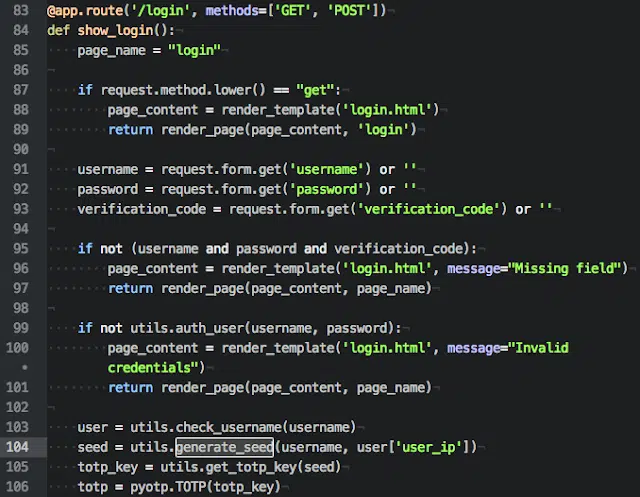 83 @app.route('/login', methods=['GET', 'POST'])
84 def show_login():
85     page_name = "login"
86
87     if request.method.lower() == "get":
88         page_content = render_template('login.html')
89         return render_page(page_content, 'login')
90
91     username = request.form.get('username') or ''
92     password = request.form.get('password') or ''
93     verification_code = request.form.get('verification_code') or ''
94
95     if not (username and password and verification_code):
96         page_content = render_template('login.html', message="Missing field")
97         return render_page(page_content, page_name)
98
99     if not utils.auth_user(username, password):
100         page_content = render_template('login.html', message="Invalid
•         credentials")
101         return render_page(page_content, page_name)
102
103     user = utils.check_username(username)
104     seed = utils.generate_seed(username, user['user_ip'])
105     totp_key = utils.get_totp_key(seed)
106     totp = pyotp.TOTP(totp_key)